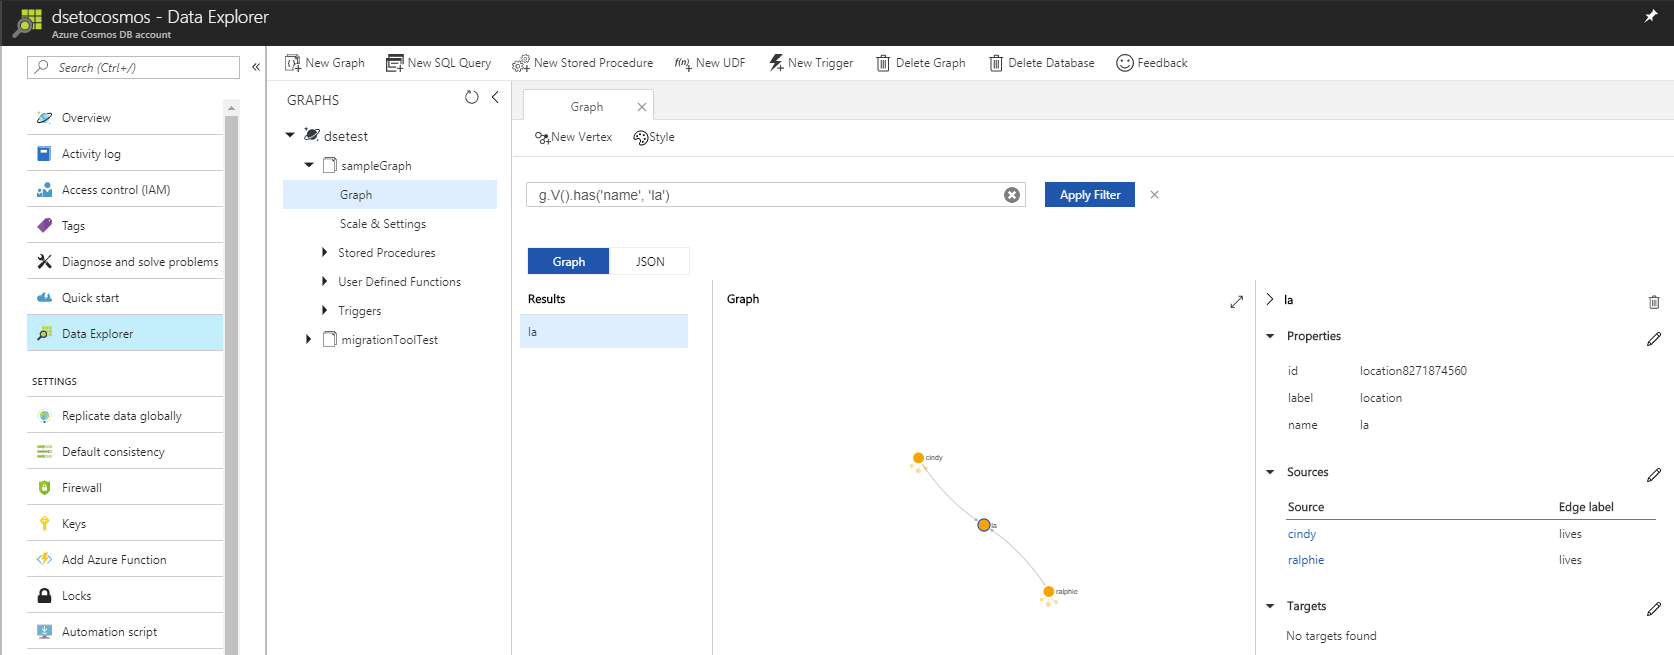 dsetocosmos - Data Explorer
Azure Cosmos DB account
Search (Ctrl+/)
«
Overview
Activity log
Access control (IAM)
Tags
Diagnose and solve problems
Quick start
Data Explorer
SETTINGS
Replicate data globally
Default consistency
Firewall
Keys
Add Azure Function
Locks
Automation script
New Graph
New SQL Query
New Stored Procedure
New UDF
New Trigger
Delete Graph
Delete Database
Feedback
GRAPHS
dsetest
sampleGraph
Graph
Scale & Settings
Stored Procedures
User Defined Functions
Triggers
migrationToolTest
Graph
New Vertex
Style
g.V().has('name', 'la')
Apply Filter
Graph
JSON
Results
la
Graph
cindy
la
ralphie
la
Properties
id location8271874560
label location
name la
Sources
Source Edge label
cindy lives
ralphie lives
Targets
No targets found